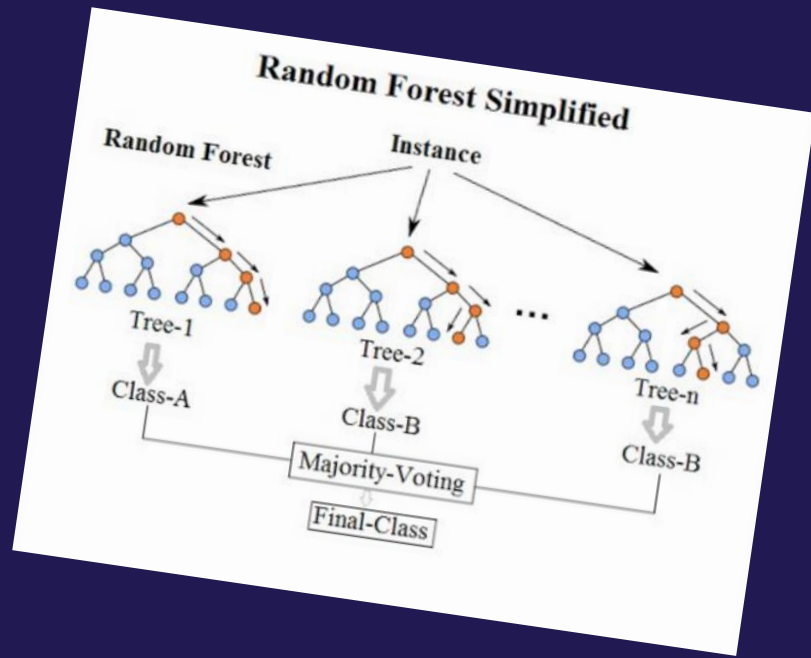 Random Forest Simplified
Random Forest
Instance
...
Tree-1
Tree-2
Tree-n
Class-A
Class-B
Class-B
Majority-Voting
Final-Class